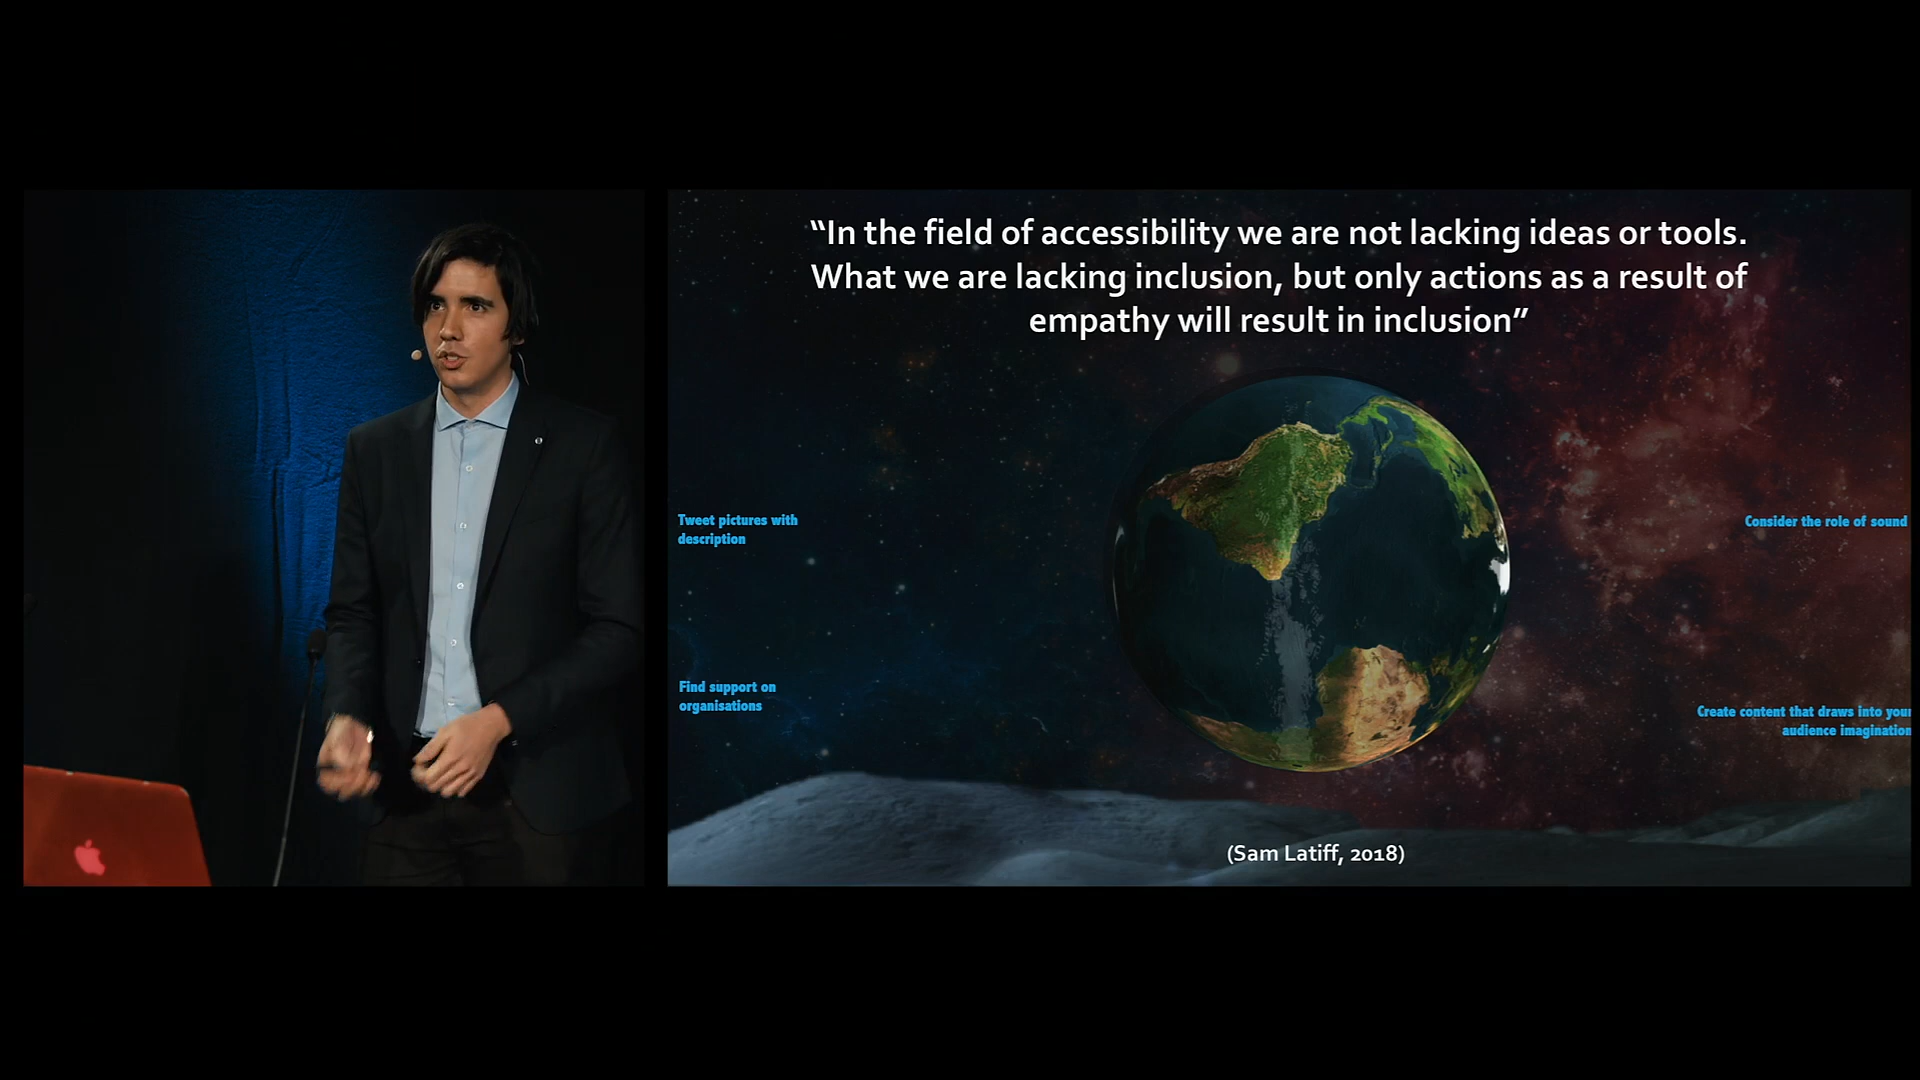 “In the field of accessibility we are not lacking ideas or tools.
What we are lacking inclusion, but only actions as a result of
empathy will result in inclusion”
Tweet pictures with
description
Consider the role of sound
Find support on
organisations
Create content that draws into your
audience imagination
(Sam Latiff, 2018)